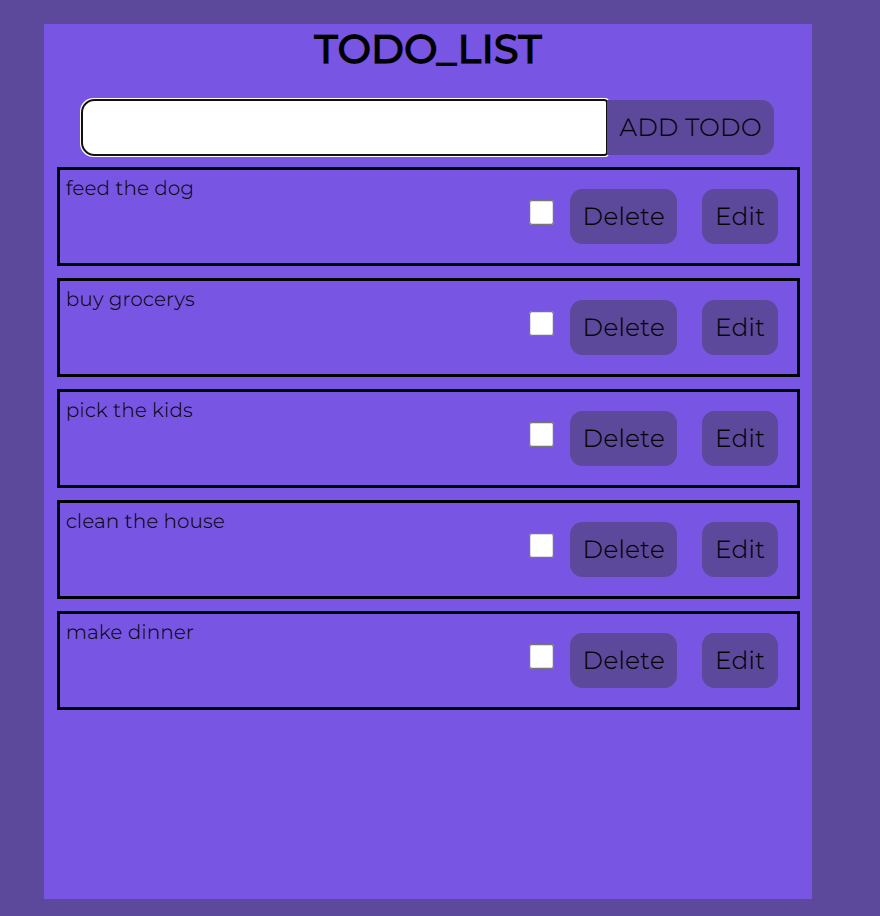 TODO_LIST
ADD TODO
feed the dog
Delete Edit
buy grocerys
Delete Edit
pick the kids
Delete Edit
clean the house
Delete Edit
make dinner
Delete Edit